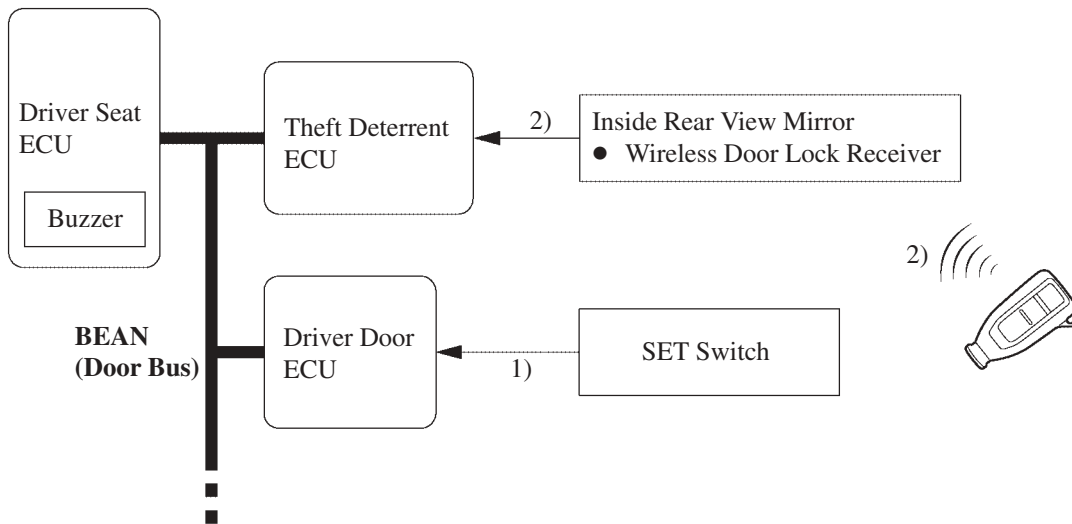 Driver Seat
ECU
Buzzer
Theft Deterrent
ECU
2)
Inside Rear View Mirror
● Wireless Door Lock Receiver
2)
BEAN
(Door Bus)
Driver Door
ECU
1)
SET Switch